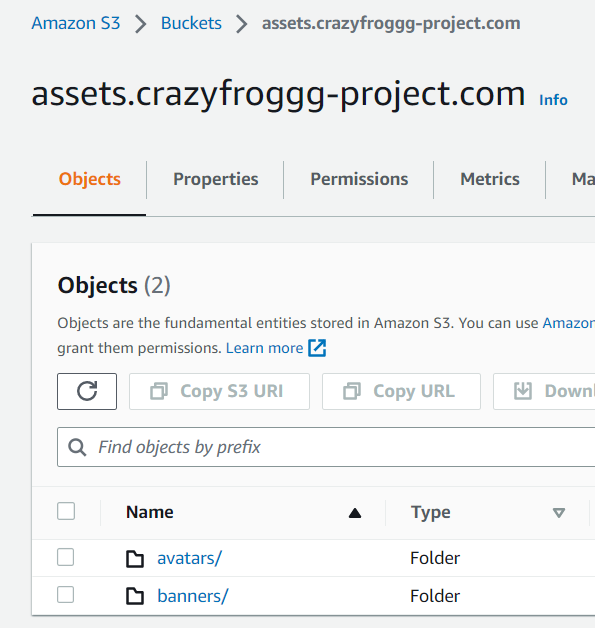 Amazon S3 > Buckets > assets.crazyfroggg-project.com
assets.crazyfroggg-project.com Info
Objects Properties Permissions Metrics Ma
Objects (2)
Objects are the fundamental entities stored in Amazon S3. You can use Amazon
grant them permissions. Learn more
Copy S3 URI Copy URL Down
Find objects by prefix
Name Type
avatars/ Folder
banners/ Folder